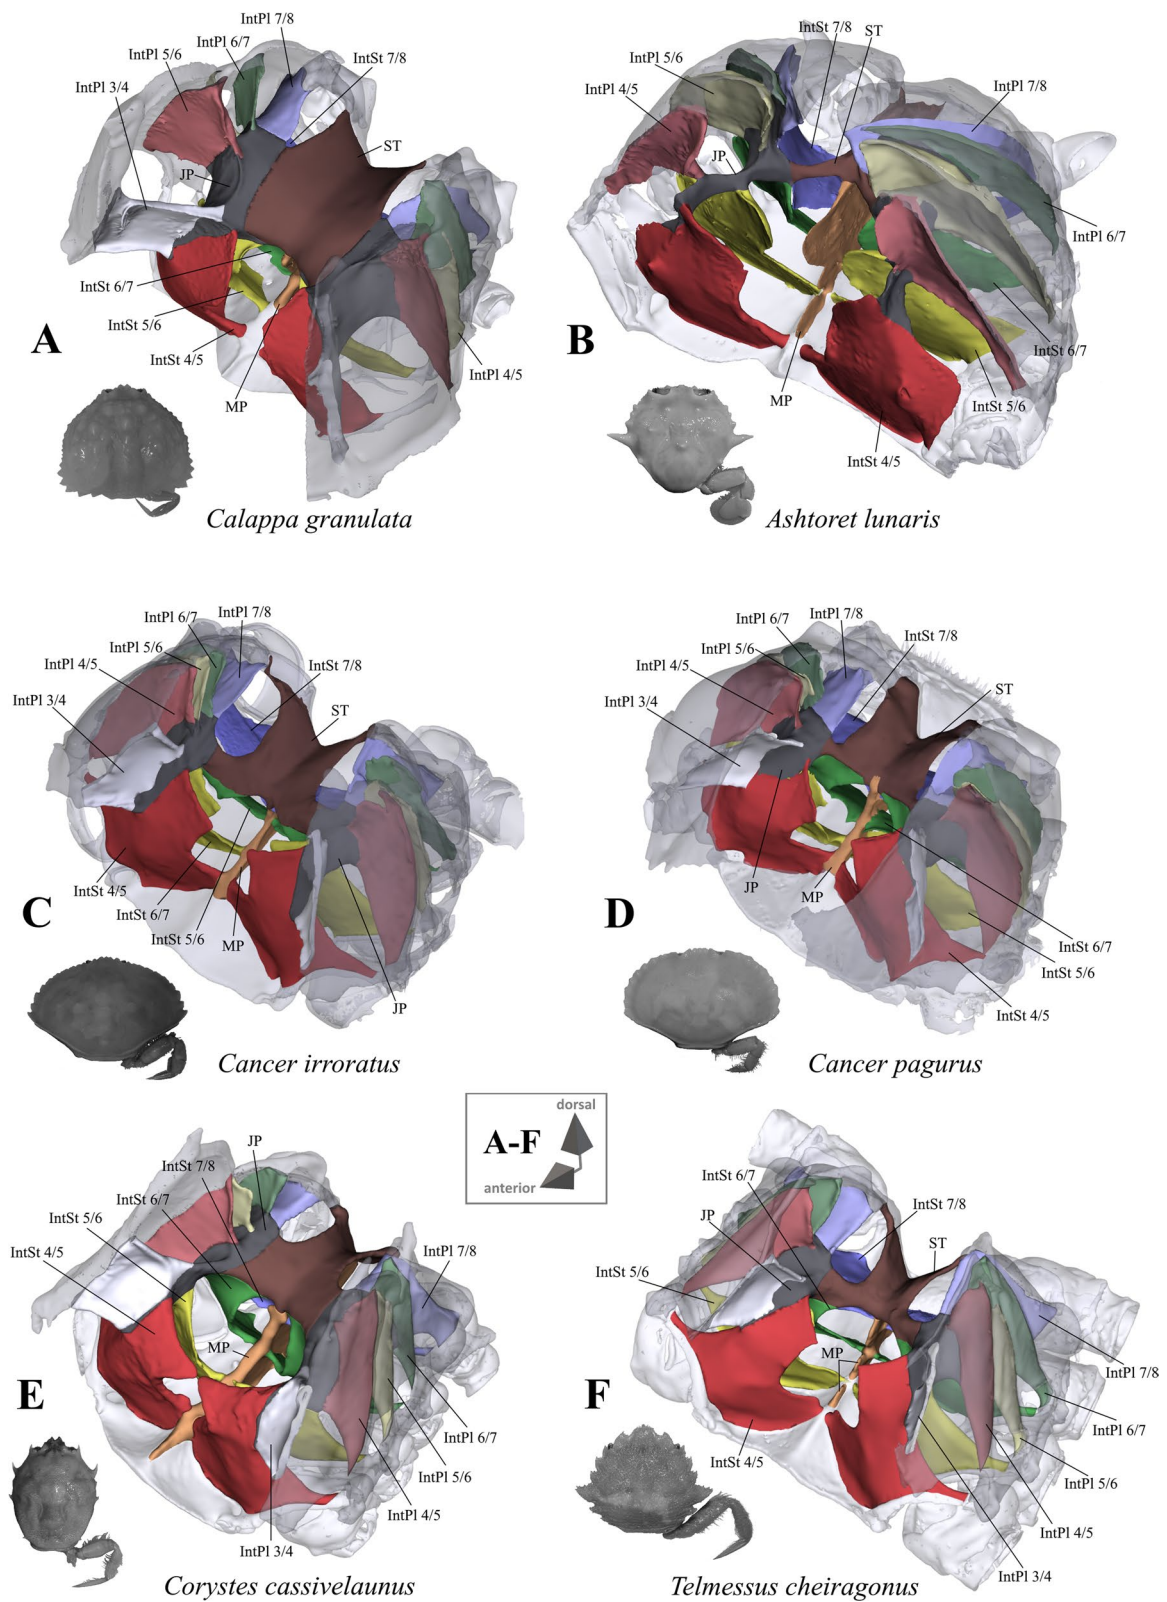 IntPl 7/8
IntPl 6/7
IntPl 5/6
IntSt 7/8
IntPl 3/4
ST
JP
IntSt 6/7
IntSt 5/6
IntSt 4/5
MP
IntPl 4/5
A
Calappa granulata
IntSt 7/8
ST
IntPl 5/6
IntPl 4/5
IntPl 7/8
JP
IntPl 6/7
IntSt 6/7
MP
IntSt 5/6
IntSt 4/5
B
Ashtoret lunaris
IntPl 6/7
IntPl 7/8
IntPl 5/6
IntSt 7/8
IntPl 4/5
IntPl 3/4
ST
IntSt 4/5
IntSt 6/7
IntSt 5/6
MP
JP
C
Cancer irroratus
IntPl 6/7
IntPl 7/8
IntSt 7/8
IntPl 5/6
IntPl 4/5
IntPl 3/4
ST
JP
MP
IntSt 6/7
IntSt 5/6
IntSt 4/5
D
Cancer pagurus
A-F
dorsal
anterior
JP
IntSt 7/8
IntSt 6/7
IntSt 5/6
IntSt 4/5
IntPl 7/8
MP
IntPl 6/7
IntPl 5/6
IntPl 4/5
IntPl 3/4
E
Corystes cassivelaunus
IntSt 6/7
IntSt 7/8
JP
ST
IntSt 5/6
MP
IntPl 7/8
IntPl 6/7
IntSt 4/5
IntPl 5/6
IntPl 4/5
IntPl 3/4
F
Telmessus cheiragonus